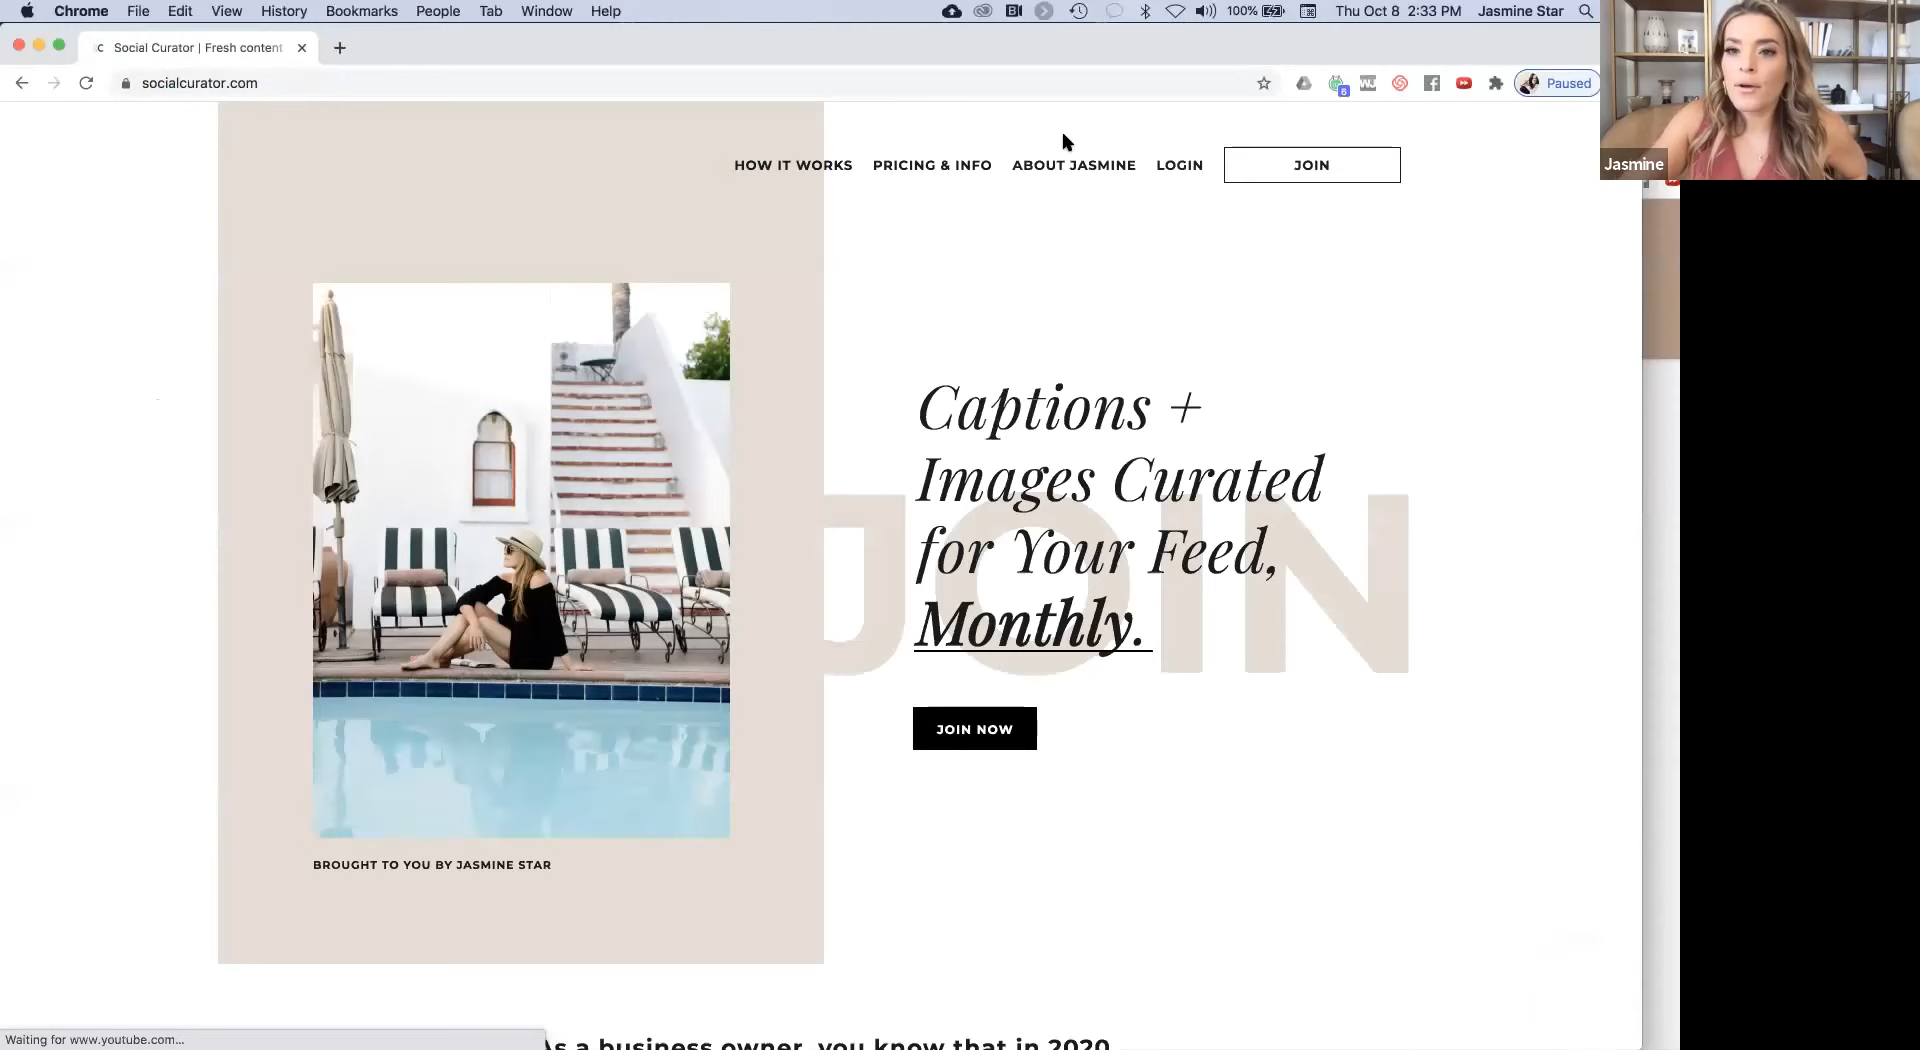 Chrome File Edit View History Bookmarks People Tab Window Help
100% Thu Oct 8 2:33 PM Jasmine Star
Social Curator | Fresh content
socialcurator.com
6
Paused
Jasmine
HOW IT WORKS PRICING & INFO ABOUT JASMINE LOGIN JOIN
JOIN
Captions +
Images Curated
for Your Feed,
Monthly.
JOIN NOW
BROUGHT TO YOU BY JASMINE STAR
As a business owner, you know that in 2020
Waiting for www.youtube.com...